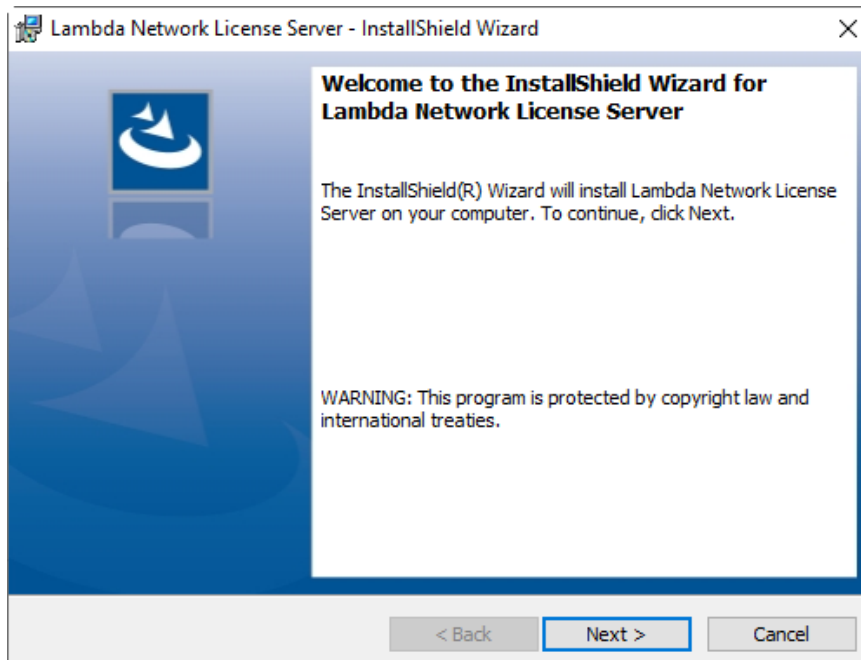 Lambda Network License Server - InstallShield Wizard
Welcome to the InstallShield Wizard for
Lambda Network License Server
The InstallShield(R) Wizard will install Lambda Network License
Server on your computer. To continue, click Next.
WARNING: This program is protected by copyright law and
international treaties.
< Back
Next >
Cancel